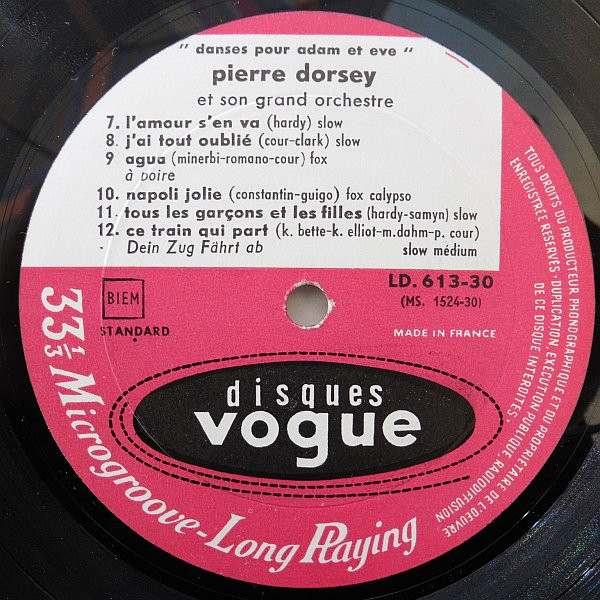 " danses pour adam et eve "
pierre dorsey
et son grand orchestre
7. l'amour s'en va (hardy) slow
8. j'ai tout oublié (cour-clark) slow
9 agua (minerbi-romano-cour) fox
à boire
10. napoli jolie (constantin-guigo) fox calypso
11. tous les garçons et les filles (hardy-samyn) slow
12. ce train qui part (k. bette-k. elliot-m.dahm-p. cour)
- Dein Zug Fährt ab slow médium
BIEM
STANDARD
LD. 613-30
(MS. 1524-30)
MADE IN FRANCE
disques
vogue
33 1/3 Microgroove-Long Playing
TOUS DROITS DU PRODUCTEUR PHONOGRAPHIQUE ET DU PROPRIÉTAIRE DE L'OEUVRE
ENREGISTRÉE RÉSERVÉS - DUPLICATION, EXÉCUTION PUBLIQUE, RADIODIFFUSION
DE CE DISQUE INTERDITES.